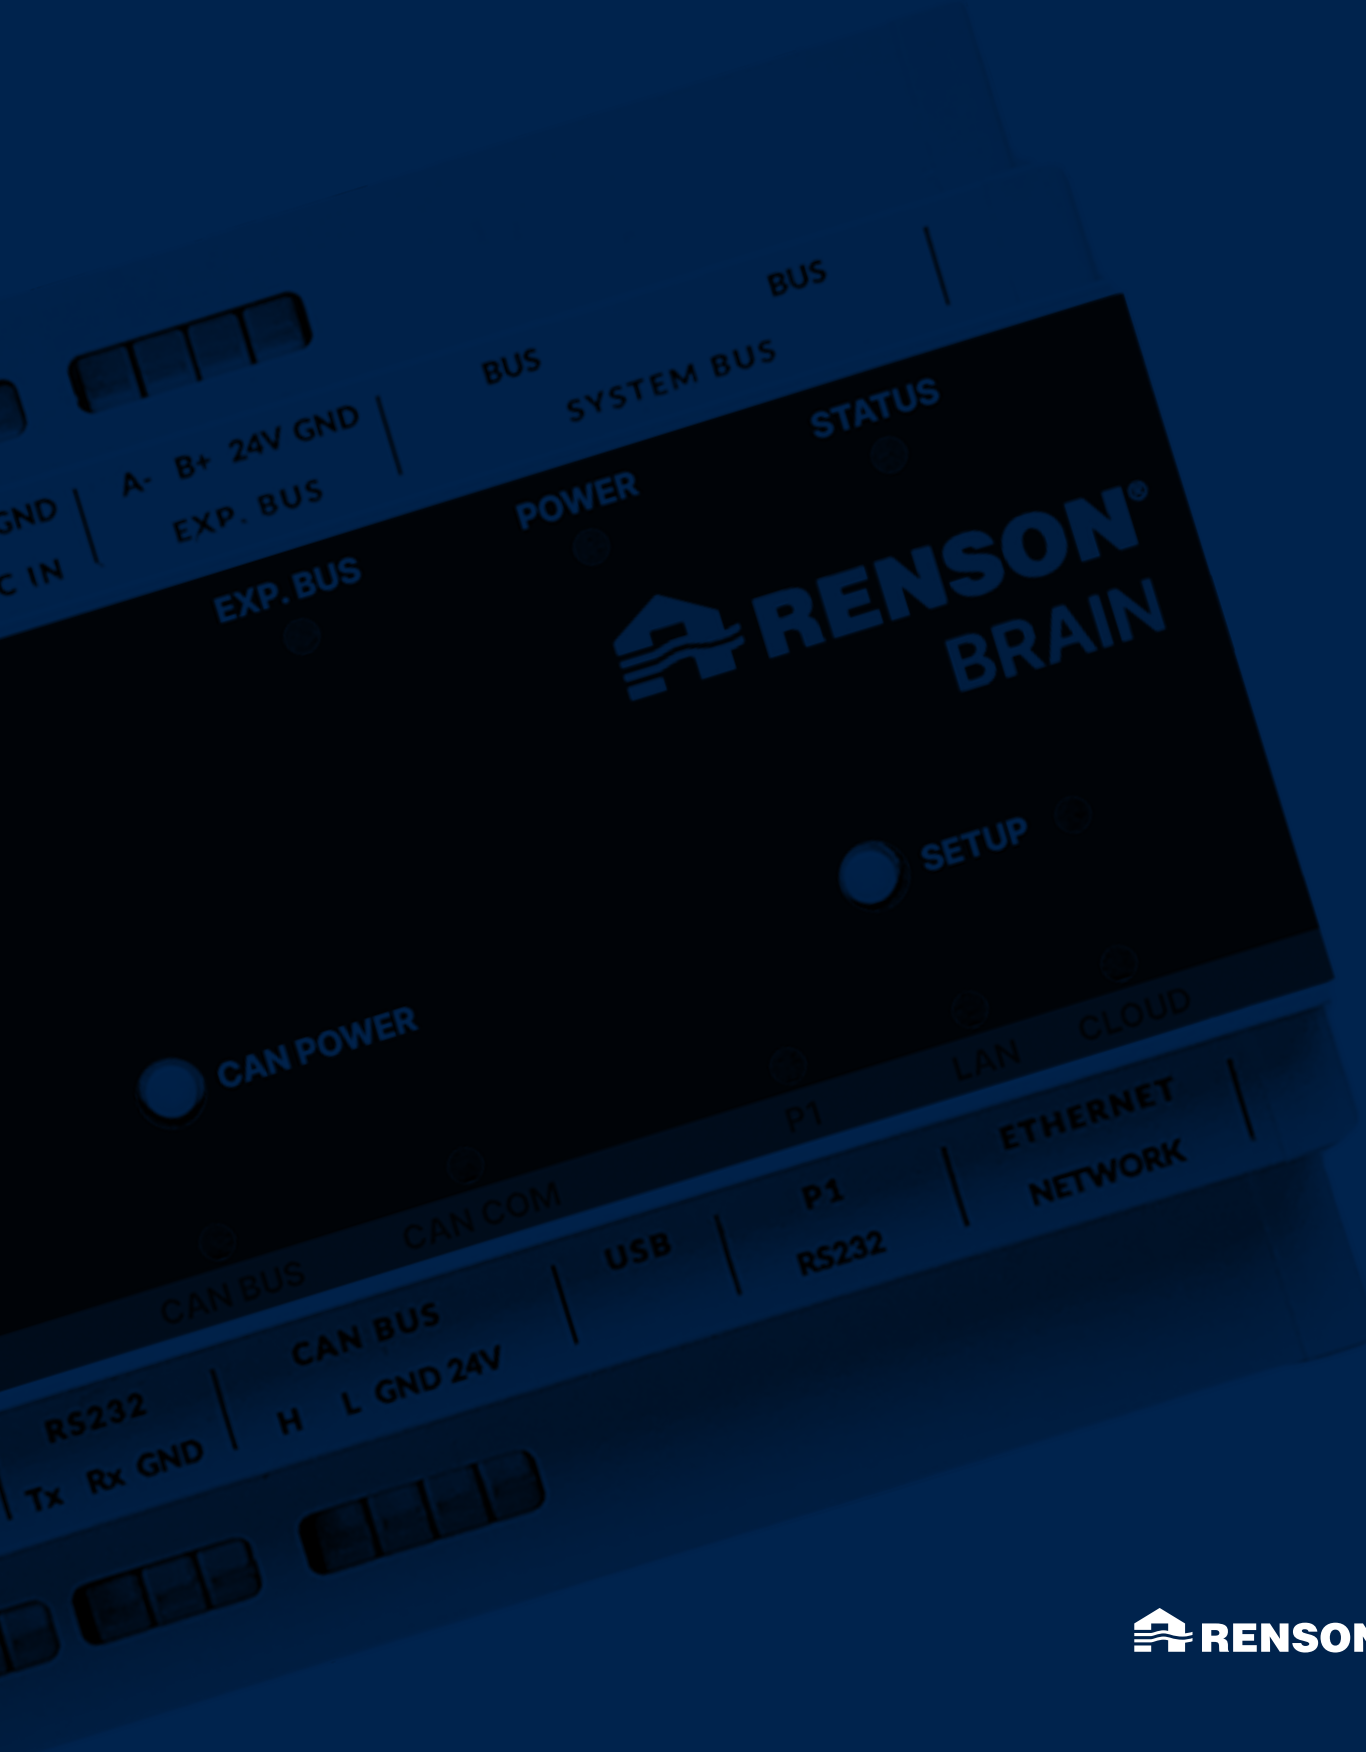 BUS
BUS
SYSTEM BUS
A- B+ 24V GND
EXP. BUS
GND
C IN
STATUS
POWER
EXP. BUS
RENSON®
BRAIN
SETUP
CAN POWER
CLOUD
LAN
P1
CAN COM
CAN BUS
ETHERNET
NETWORK
P1
RS232
USB
CAN BUS
H L GND 24V
RS232
Tx Rx GND
RENSON